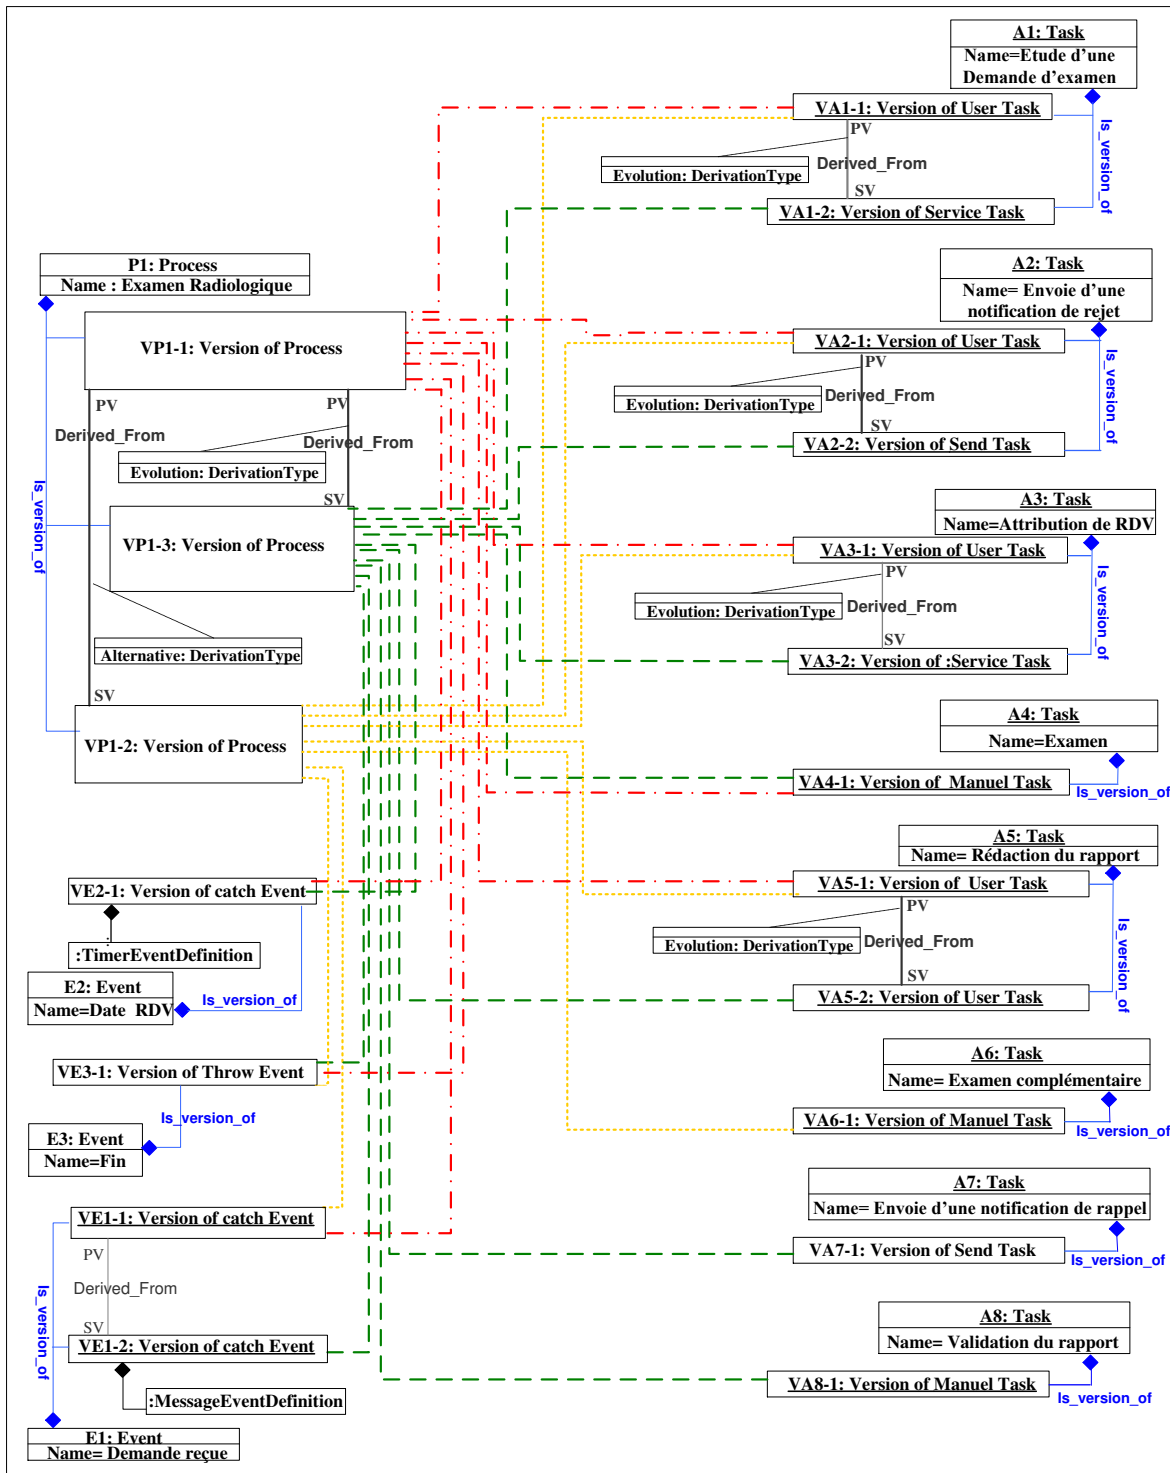 A1: Task
Name=Etude d'une
Demande d'examen
VA1-1: Version of User Task
PV
Is_version_of
Derived_From
Evolution: DerivationType
SV
VA1-2: Version of Service Task
P1: Process
Name : Examen Radiologique
A2: Task
Name= Envoie d'une
notification de rejet
VP1-1: Version of Process
VA2-1: Version of User Task
PV
Is_version_of
Derived_From
Evolution: DerivationType
SV
VA2-2: Version of Send Task
PV
PV
Derived_From
Derived_From
Evolution: DerivationType
SV
Is_version_of
VP1-3: Version of Process
A3: Task
Name=Attribution de RDV
VA3-1: Version of User Task
PV
Is_version_of
Evolution: DerivationType
Derived_From
SV
VA3-2: Version of :Service Task
Alternative: DerivationType
SV
VP1-2: Version of Process
A4: Task
Name=Examen
VA4-1: Version of Manuel Task
Is_version_of
A5: Task
Name= Rédaction du rapport
VA5-1: Version of User Task
PV
Is_version_of
Evolution: DerivationType
Derived_From
SV
VA5-2: Version of User Task
VE2-1: Version of catch Event
:
:TimerEventDefinition
E2: Event
Name=Date RDV
Is_version_of
VE3-1: Version of Throw Event
Is_version_of
E3: Event
Name=Fin
A6: Task
Name= Examen complémentaire
VA6-1: Version of Manuel Task
Is_version_of
A7: Task
Name= Envoie d'une notification de rappel
VA7-1: Version of Send Task
Is_version_of
VE1-1: Version of catch Event
PV
Is_version_of
Derived_From
SV
VE1-2: Version of catch Event
:MessageEventDefinition
E1: Event
Name= Demande reçue
A8: Task
Name= Validation du rapport
VA8-1: Version of Manuel Task
Is_version_of